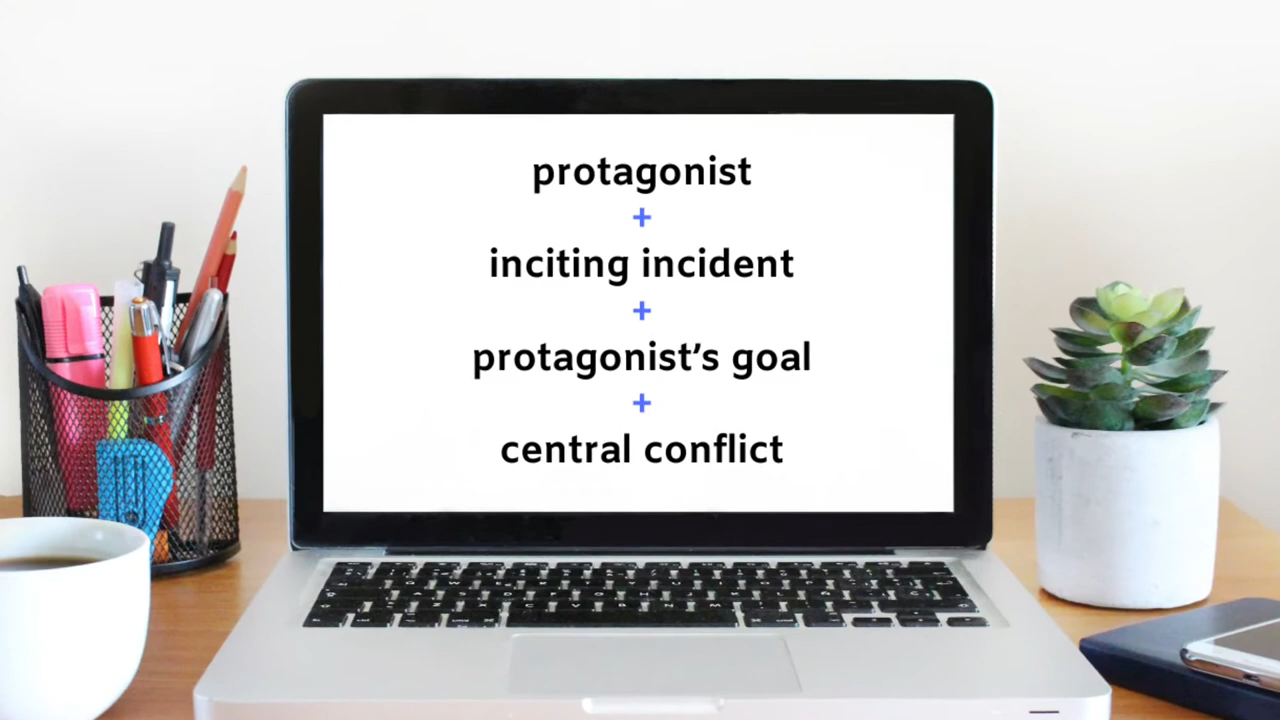 protagonist
+
inciting incident
+
protagonist’s goal
+
central conflict